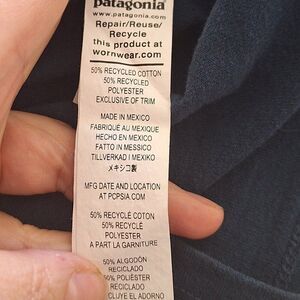 patagonia
www.patagonia.com
Repair/Reuse/
Recycle
this product at
wornwear.com
50% RECYCLED COTTON
50% RECYCLED
POLYESTER
EXCLUSIVE OF TRIM
MADE IN MEXICO
FABRIQUÉ AU MEXIQUE
HECHO EN MÉXICO
FATTO IN MESSICO
TILLVERKAD I MEXIKO
メキシコ製
MFG DATE AND LOCATION
AT PCPSIA.COM
50% RECYCLÉ COTON
50% RECYCLÉ
POLYESTER
A PART LA GARNITURE
50% ALGODÓN
RECICLADO
50% POLIÉSTER
RECICLADO
CLUYE EL ADORNO